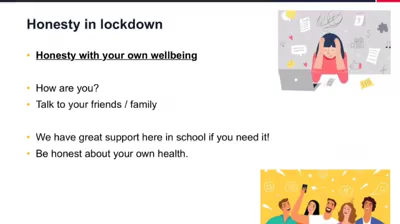 Honesty in lockdown
Honesty with your own wellbeing
How are you?
Talk to your friends / family
We have great support here in school if you need it!
Be honest about your own health.